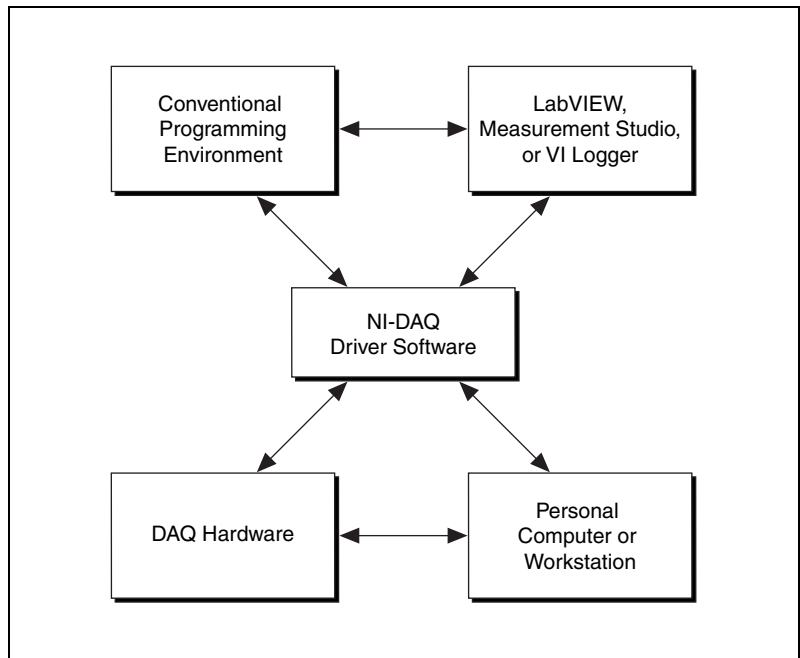 Conventional
Programming
Environment
LabVIEW,
Measurement Studio,
or VI Logger
NI-DAQ
Driver Software
DAQ Hardware
Personal
Computer or
Workstation